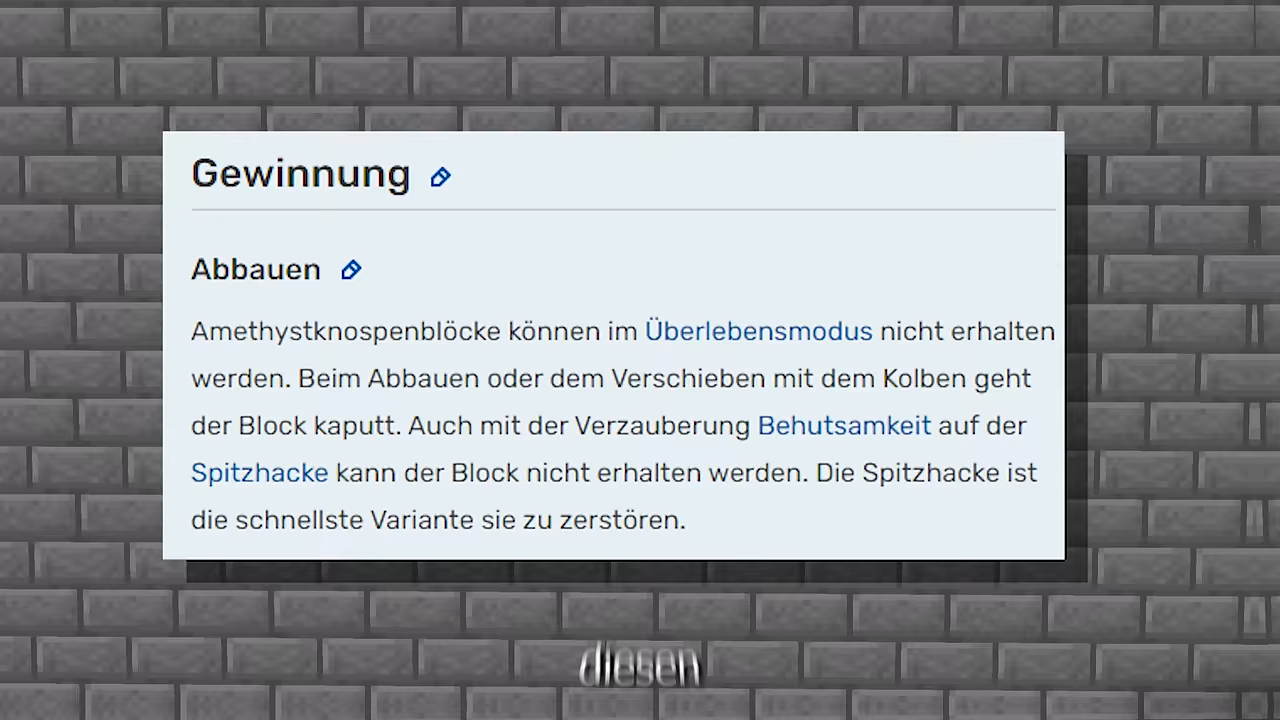 Gewinnung
Abbauen
Amethystknospenblöcke können im Überlebensmodus nicht erhalten
werden. Beim Abbauen oder dem Verschieben mit dem Kolben geht
der Block kaputt. Auch mit der Verzauberung Behutsamkeit auf der
Spitzhacke kann der Block nicht erhalten werden. Die Spitzhacke ist
die schnellste Variante sie zu zerstören.
diesen